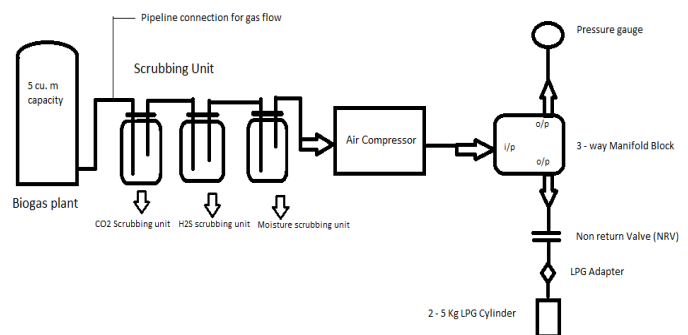 Pipeline connection for gas flow
Pressure gauge
Scrubbing Unit
5 cu. m
capacity
o/p
Air Compressor
i/p
3 - way Manifold Block
o/p
Biogas plant
CO2 Scrubbing unit
H2S scrubbing unit
Moisture scrubbing unit
Non return Valve (NRV)
LPG Adapter
2 - 5 Kg LPG Cylinder